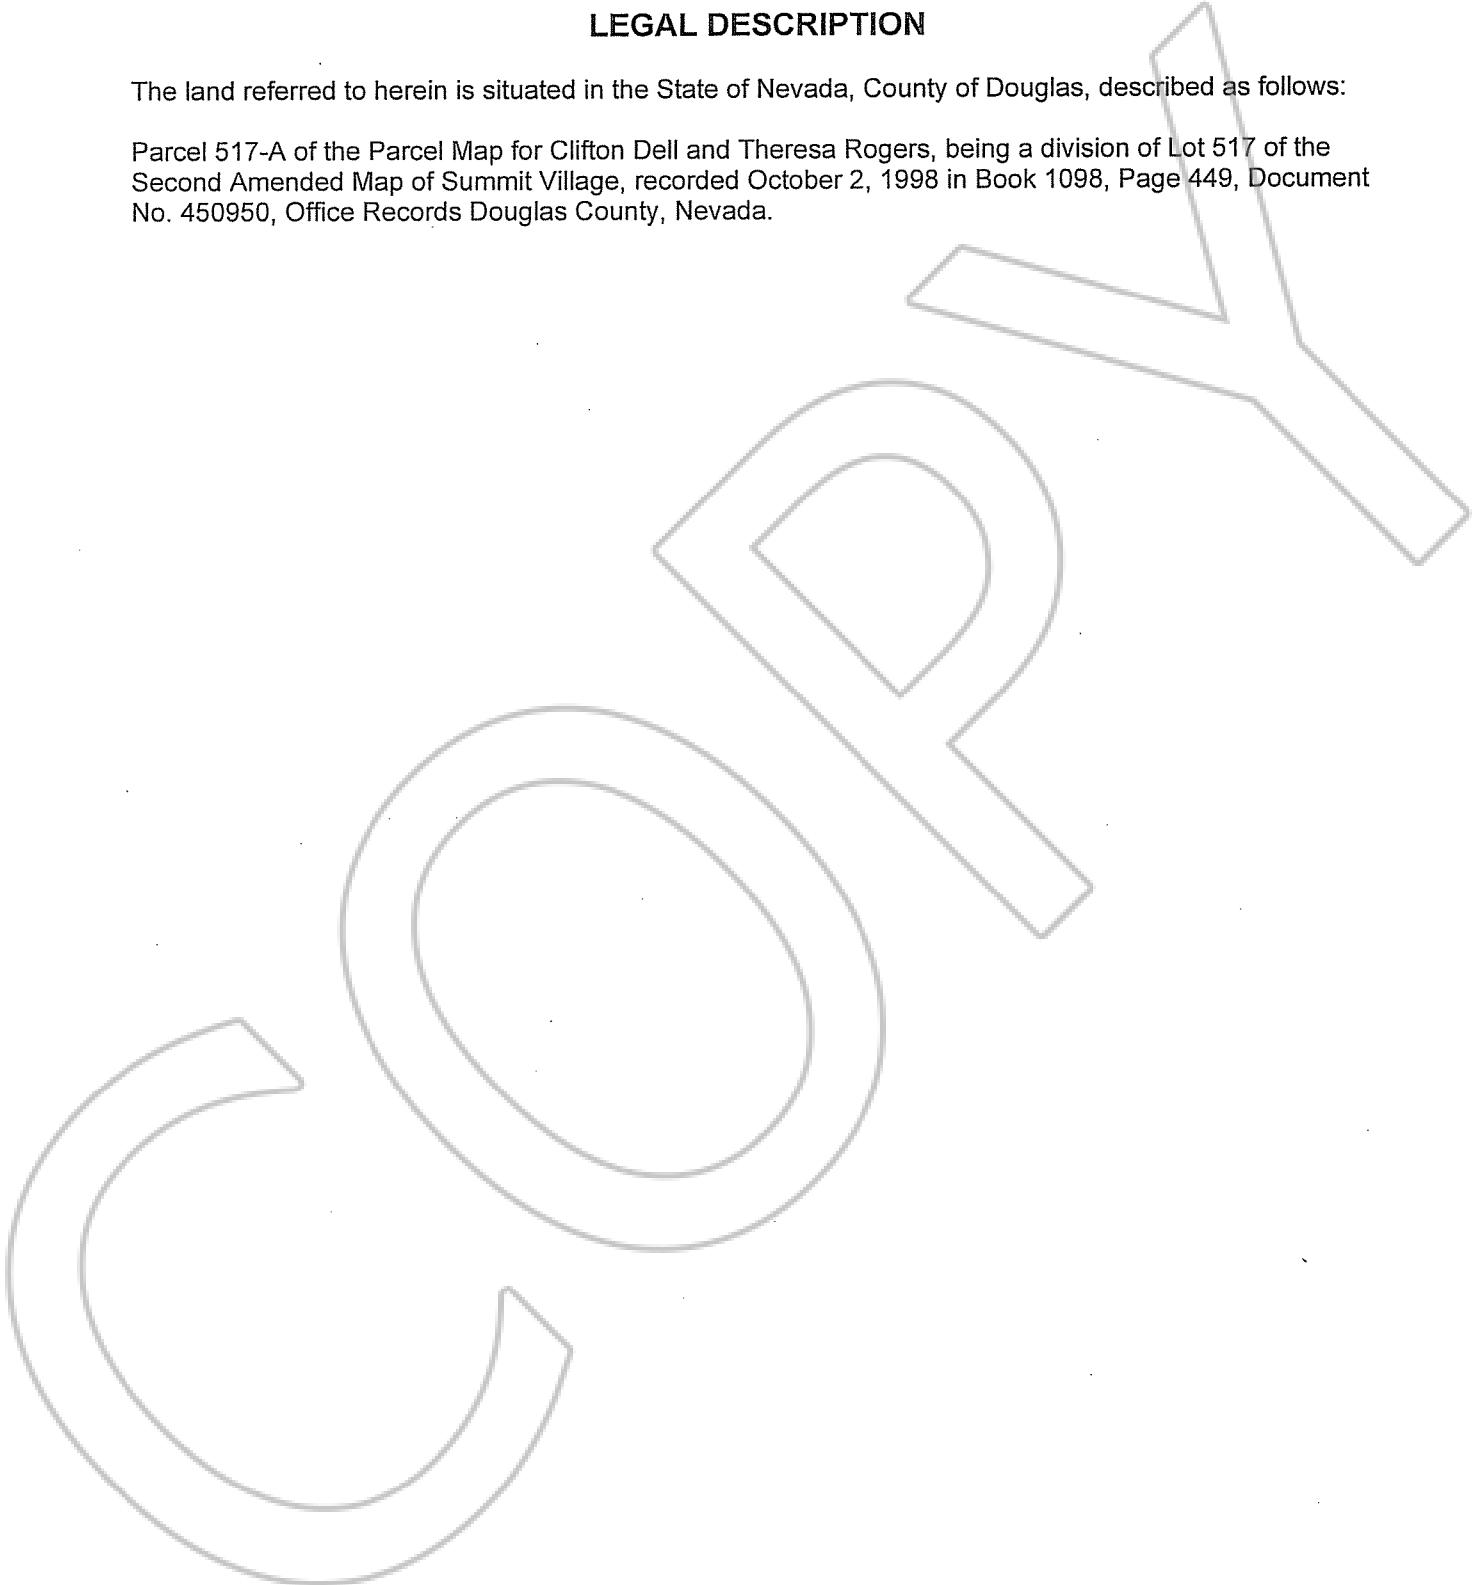 LEGAL DESCRIPTION
The land referred to herein is situated in the State of Nevada, County of Douglas, described as follows:
Parcel 517-A of the Parcel Map for Clifton Dell and Theresa Rogers, being a division of Lot 517 of the
Second Amended Map of Summit Village, recorded October 2, 1998 in Book 1098, Page 449, Document
No. 450950, Office Records Douglas County, Nevada.
COPY